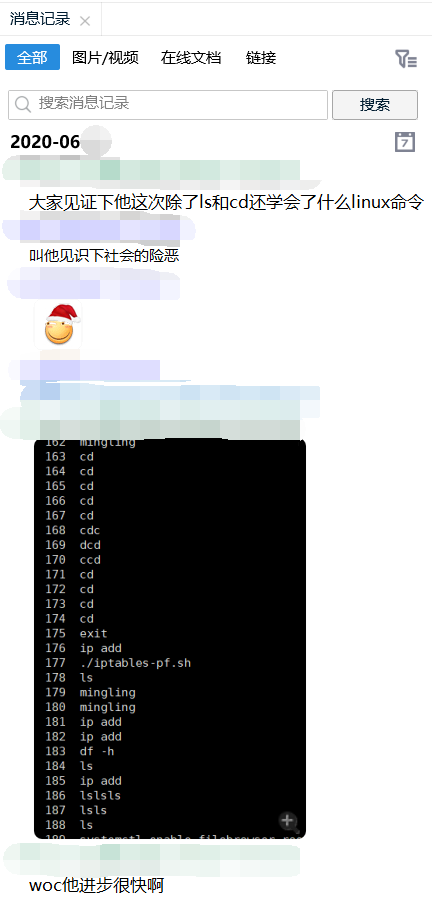 消息记录
全部 图片/视频 在线文档 链接
搜索消息记录 搜索
2020-06
7
大家见证下他这次除了ls和cd还学会了什么linux命令
叫他见识下社会的险恶
162 mingling
163 cd
164 cd
165 cd
166 cd
167 cd
168 cdc
169 dcd
170 ccd
171 cd
172 cd
173 cd
174 cd
175 exit
176 ip add
177 ./iptables-pf.sh
178 ls
179 mingling
180 mingling
181 ip add
182 ip add
183 df -h
184 ls
185 ip add
186 lslsls
187 lsls
188 ls
189 systemctl enable filebrowser
woc他进步很快啊